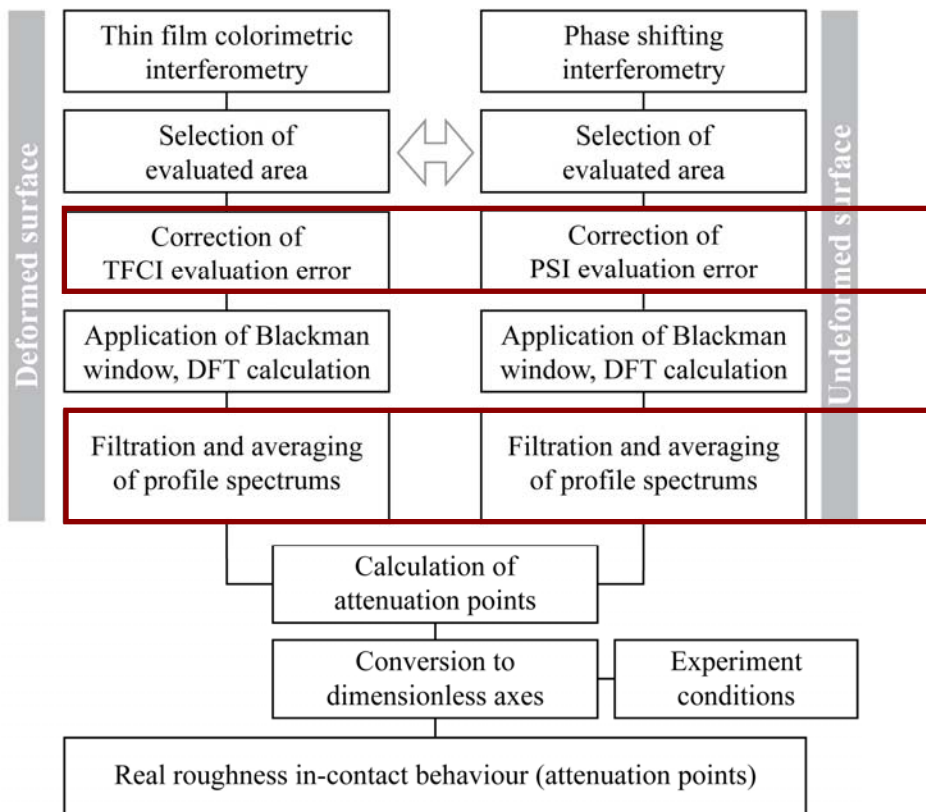 Deformed surface
Thin film colorimetric
interferometry
Phase shifting
interferometry
Selection of
evaluated area
Selection of
evaluated area
Correction of
TFCI evaluation error
Correction of
PSI evaluation error
Application of Blackman
window, DFT calculation
Application of Blackman
window, DFT calculation
Filtration and averaging
of profile spectrums
Filtration and averaging
of profile spectrums
Undeformed surface
Calculation of
attenuation points
Conversion to
dimensionless axes
Experiment
conditions
Real roughness in-contact behaviour (attenuation points)